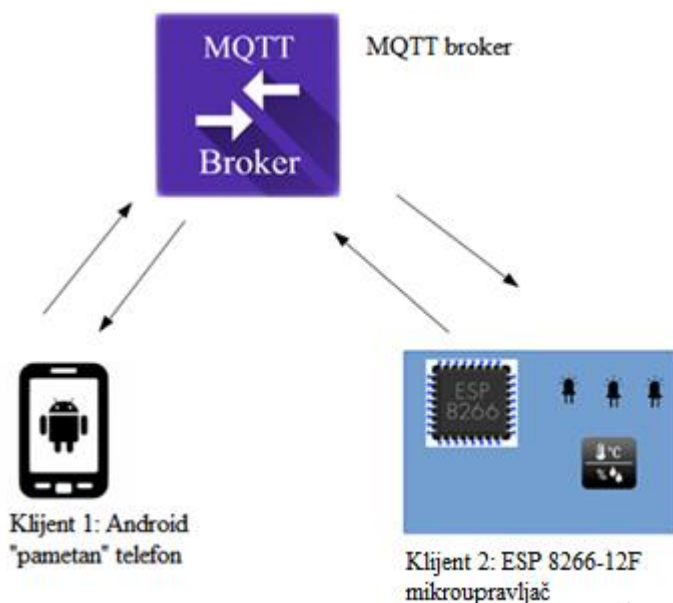 MQTT
Broker
MQTT broker
ESP
8266
°C
%
Klijent 1: Android
"pametan" telefon
Klijent 2: ESP 8266-12F
mikroupravljač